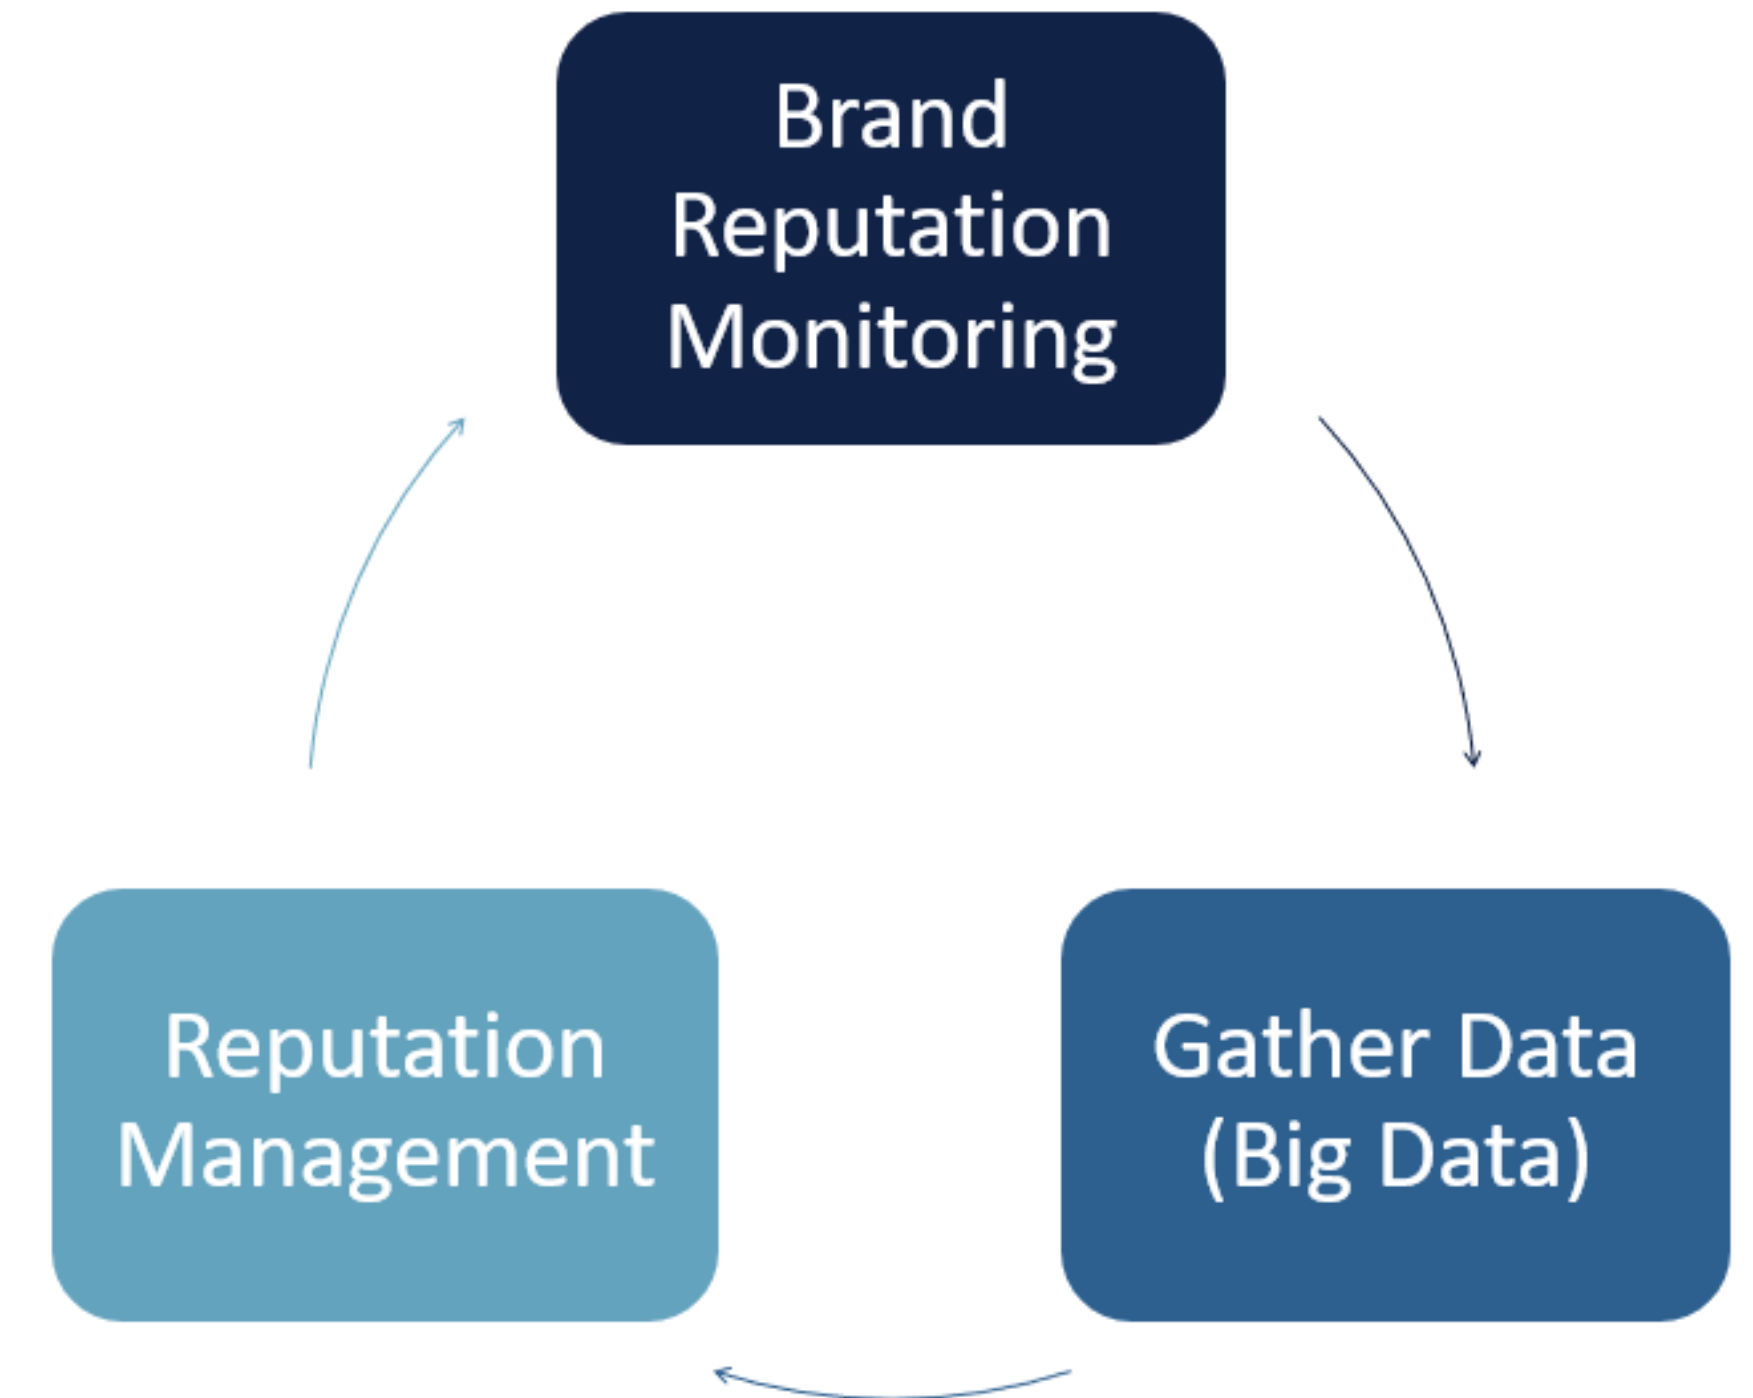 Brand
Reputation
Monitoring
Gather Data
(Big Data)
Reputation
Management